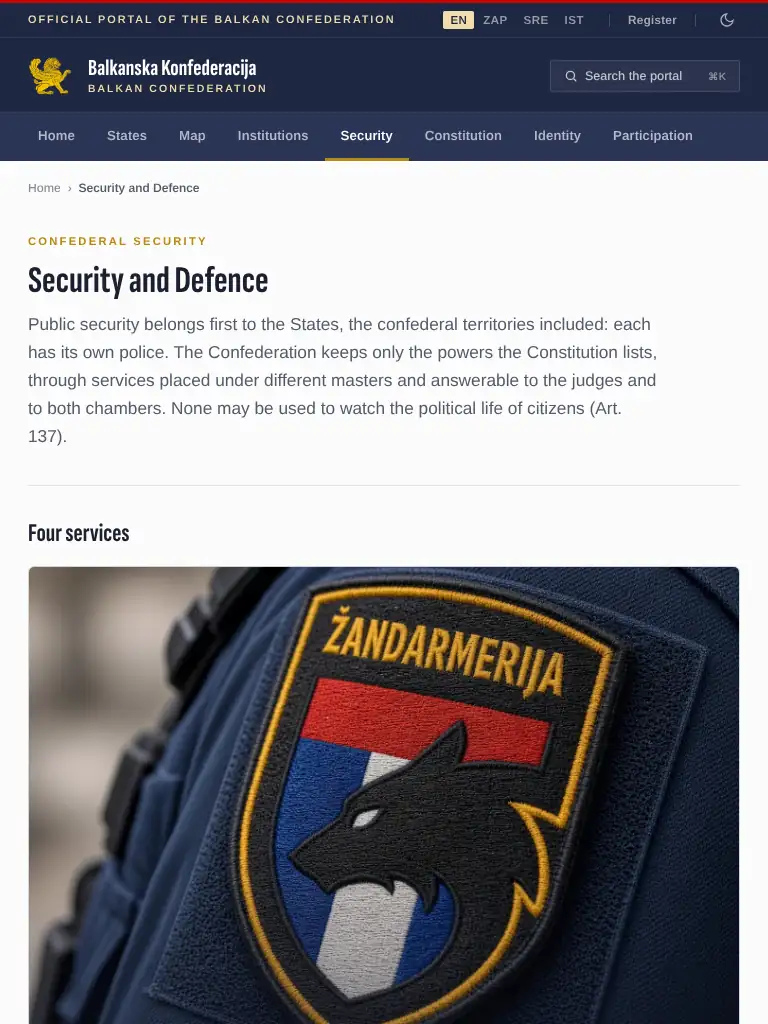 OFFICIAL PORTAL OF THE BALKAN CONFEDERATION
EN ZAP SRE IST Register
Balkanska Konfederacija
BALKAN CONFEDERATION
Search the portal ⌘K
Home States Map Institutions Security Constitution Identity Participation
Home › Security and Defence
CONFEDERAL SECURITY
Security and Defence
Public security belongs first to the States, the confederal territories included: each
has its own police. The Confederation keeps only the powers the Constitution lists,
through services placed under different masters and answerable to the judges and
to both chambers. None may be used to watch the political life of citizens (Art.
137).
Four services
ŽANDARMERIJA